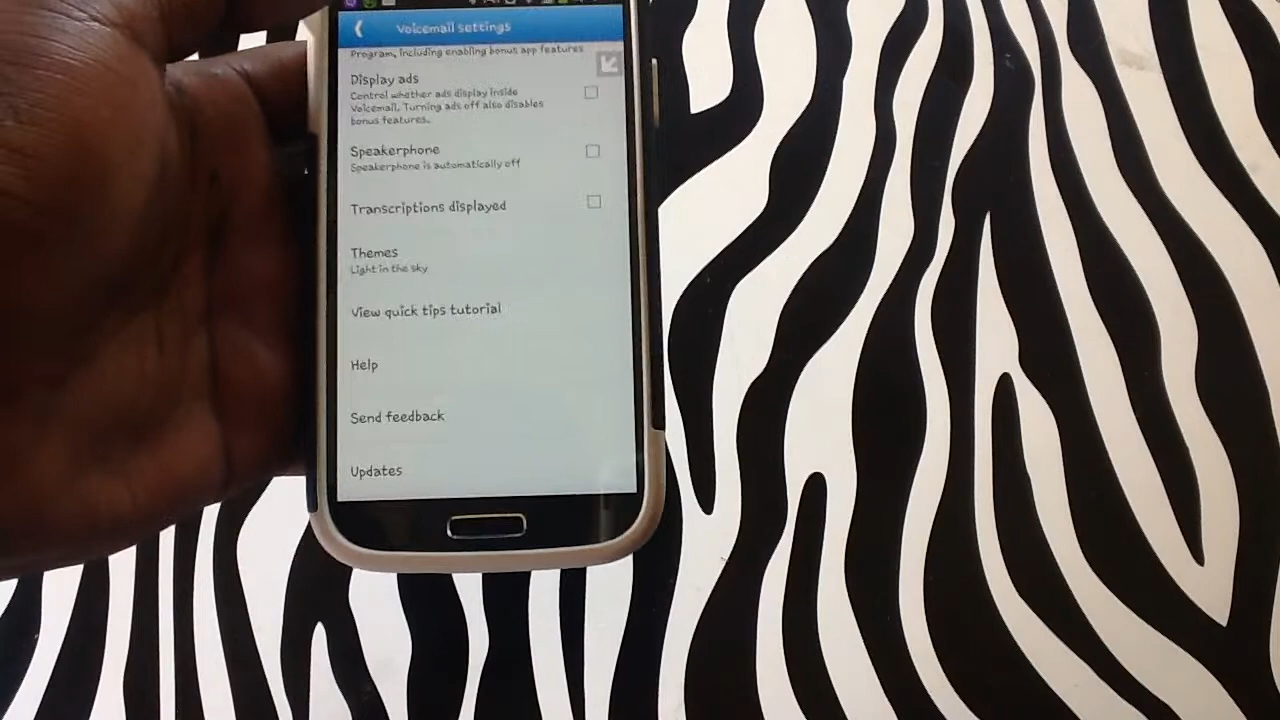 Voicemail settings
Program, including enabling bonus app features
Display ads
Control whether ads display inside
Voicemail. Turning ads off also disables
bonus features.
Speakerphone
Speakerphone is automatically off
Transcriptions displayed
Themes
Light in the sky
View quick tips tutorial
Help
Send feedback
Updates